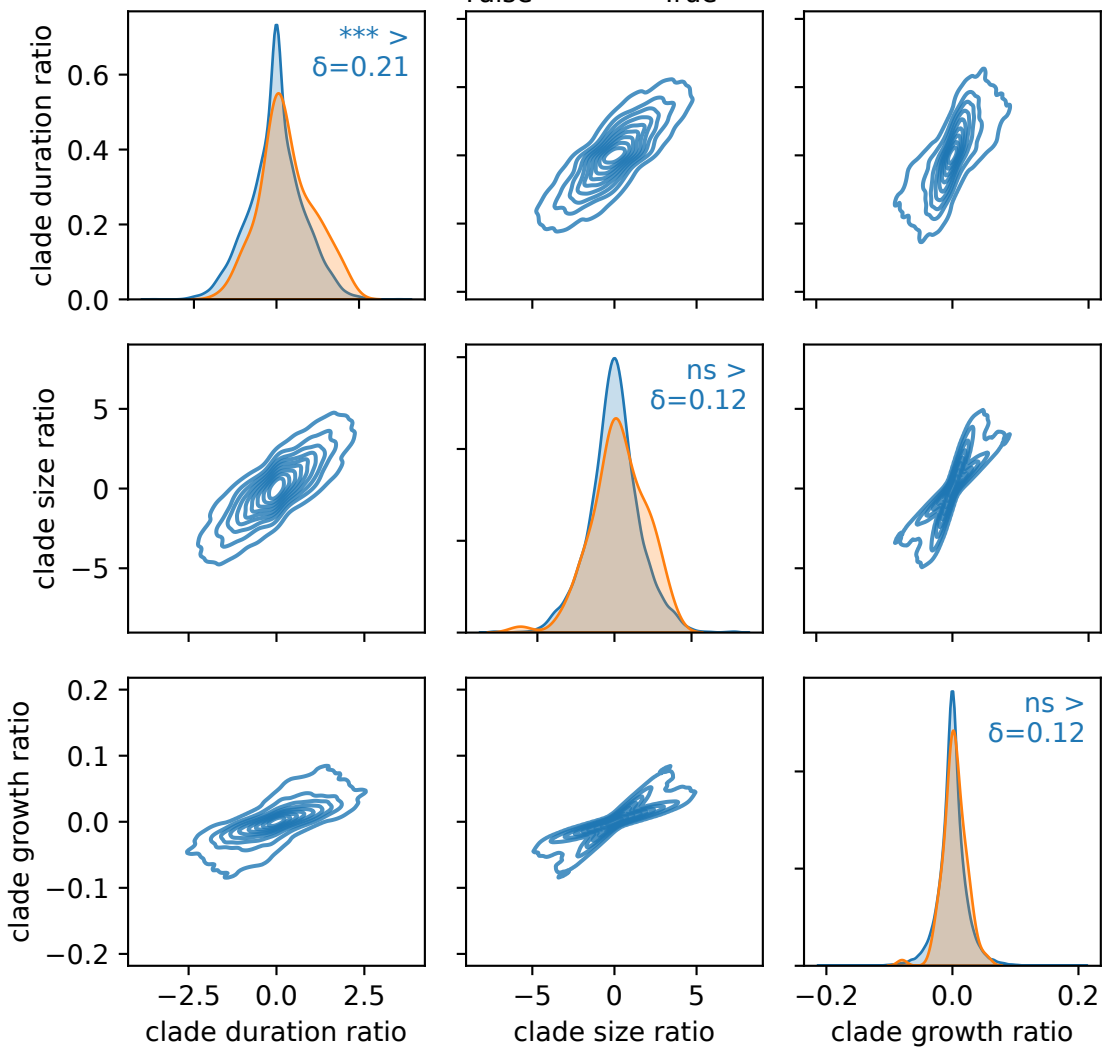 False True
*** >
δ=0.21
clade duration ratio
0.6
0.4
0.2
0.0
ns >
δ=0.12
clade size ratio
5
0
−5
ns >
δ=0.12
clade growth ratio
0.2
0.1
0.0
−0.1
−0.2
−2.5 0.0 2.5
−5 0 5
−0.2 0.0 0.2
clade duration ratio
clade size ratio
clade growth ratio